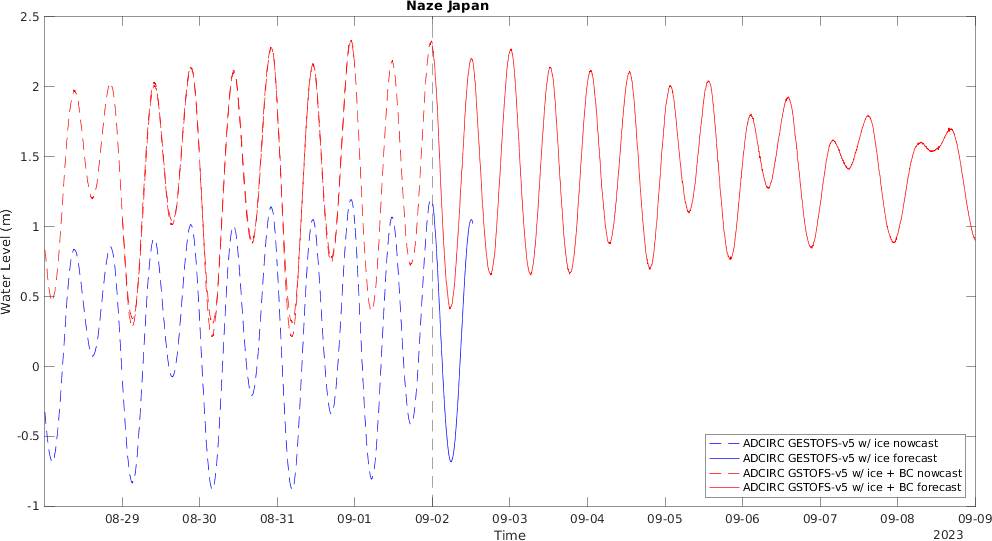 Naze Japan
Water Level (m)
2.5
2
1.5
1
0.5
0
-0.5
-1
ADCIRC GESTOFS-v5 w/ ice nowcast
ADCIRC GESTOFS-v5 w/ ice forecast
ADCIRC GSTOFS-v5 w/ ice + BC nowcast
ADCIRC GSTOFS-v5 w/ ice + BC forecast
08-29 08-30 08-31 09-01 09-02 09-03 09-04 09-05 09-06 09-07 09-08 09-09
Time
2023